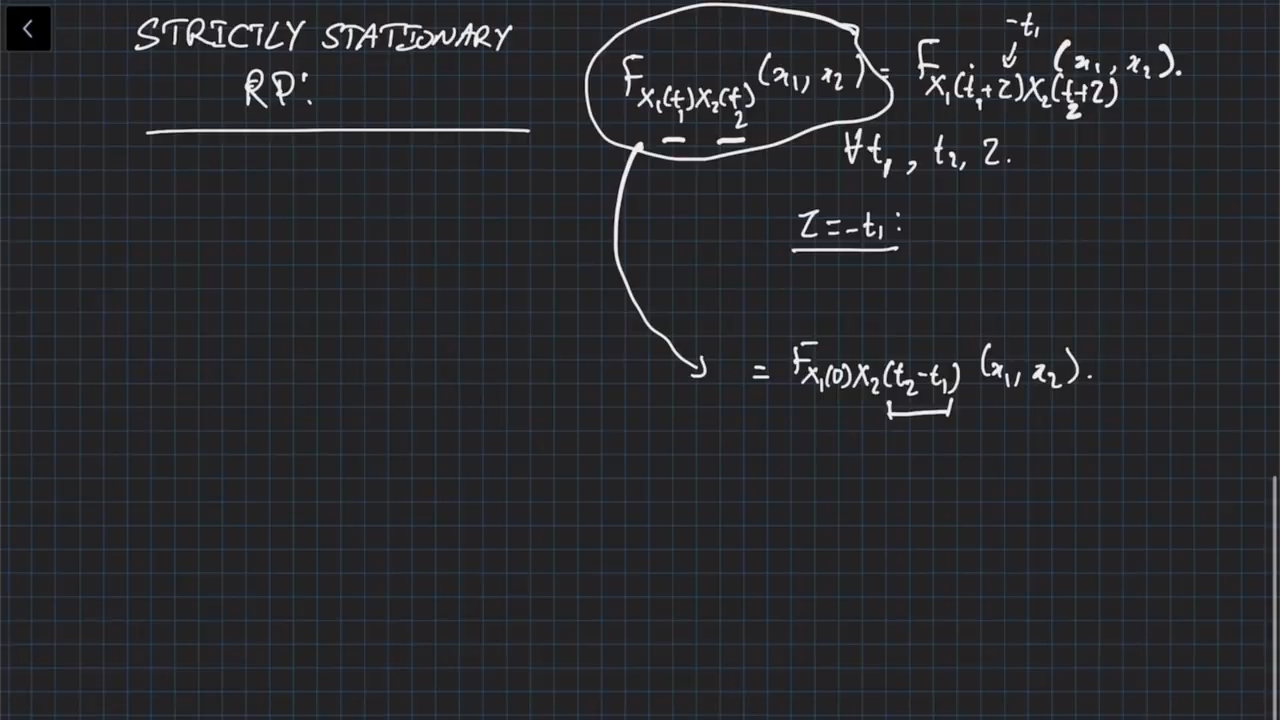 STRICTLY STATIONARY
RP:
F_{X₁(t₁)X₂(t₂)}(x₁, x₂) = F_{X₁(t₁+τ)X₂(t₂+τ)}(x₁, x₂).
-t₁
∀t₁, t₂, τ.
τ = -t₁:
= F_{X₁(0)X₂(t₂-t₁)}(x₁, x₂).